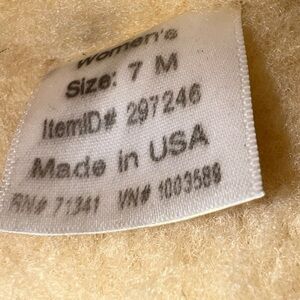 Women's
Size: 7 M
ItemID# 297246
Made in USA
RN# 71341 VN# 1003589